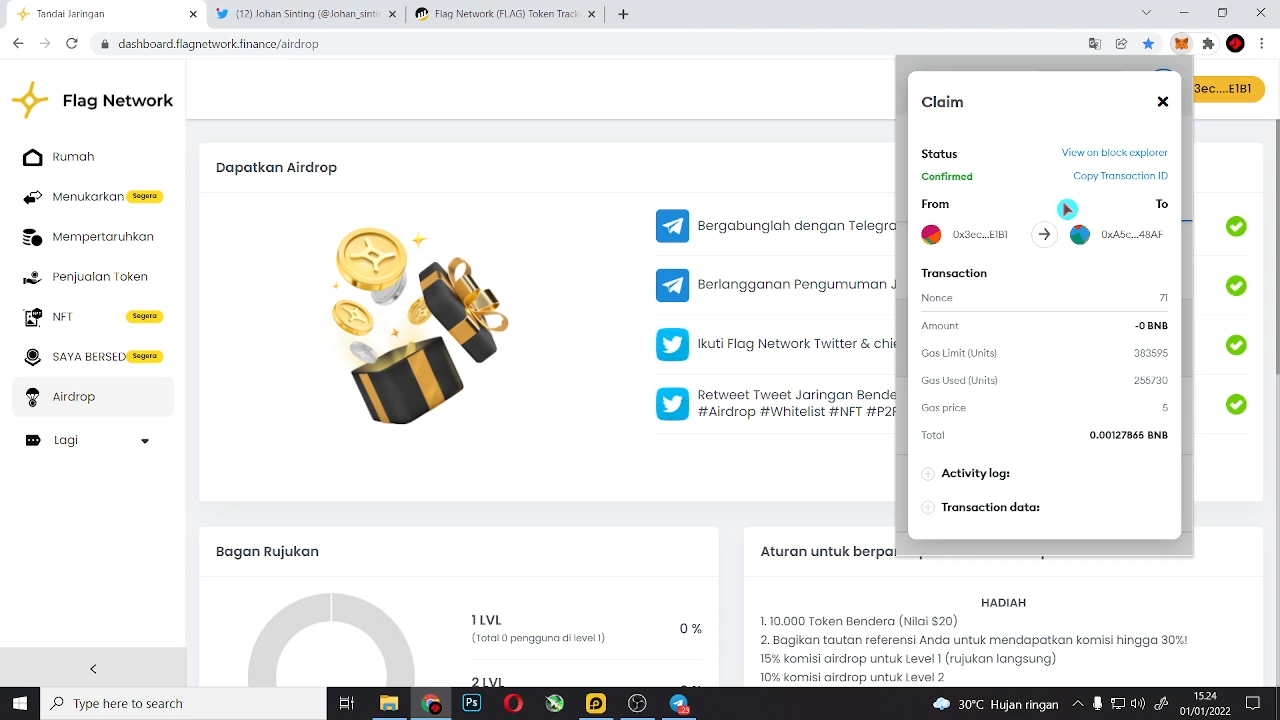 Tandai Jaringan
(12) Johan Sinting (@Johan_sinti
Flag Network (FLAG) Token Track
dashboard.flagnetwork.finance/airdrop
Flag Network
3ec....E1B1
Rumah
Menukarkan
Segera
Mempertaruhkan
Penjualan Token
NFT
Segera
SAYA BERSED
Segera
Airdrop
Lagi
Dapatkan Airdrop
Bergabunglah dengan Telegra
Berlangganan Pengumuman J
Ikuti Flag Network Twitter & chie
Retweet Tweet Jaringan Bende
#Airdrop #Whitelist #NFT #P2E
Claim
Status
View on block explorer
Confirmed
Copy Transaction ID
From
To
0x3ec...E1B1
0xA5c...48AF
Transaction
Nonce
71
Amount
-0 BNB
Gas Limit (Units)
383595
Gas Used (Units)
255730
Gas price
5
Total
0.00127865 BNB
Activity log:
Transaction data:
Bagan Rujukan
1 LVL
(Total 0 pengguna di level 1)
0 %
2 LVL
Aturan untuk berpa
HADIAH
1. 10.000 Token Bendera (Nilai $20)
2. Bagikan tautan referensi Anda untuk mendapatkan komisi hingga 30%!
15% komisi airdrop untuk Level 1 (rujukan langsung)
10% komisi airdrop untuk Level 2
Type here to search
Ps
23
30°C Hujan ringan
15.24
01/01/2022